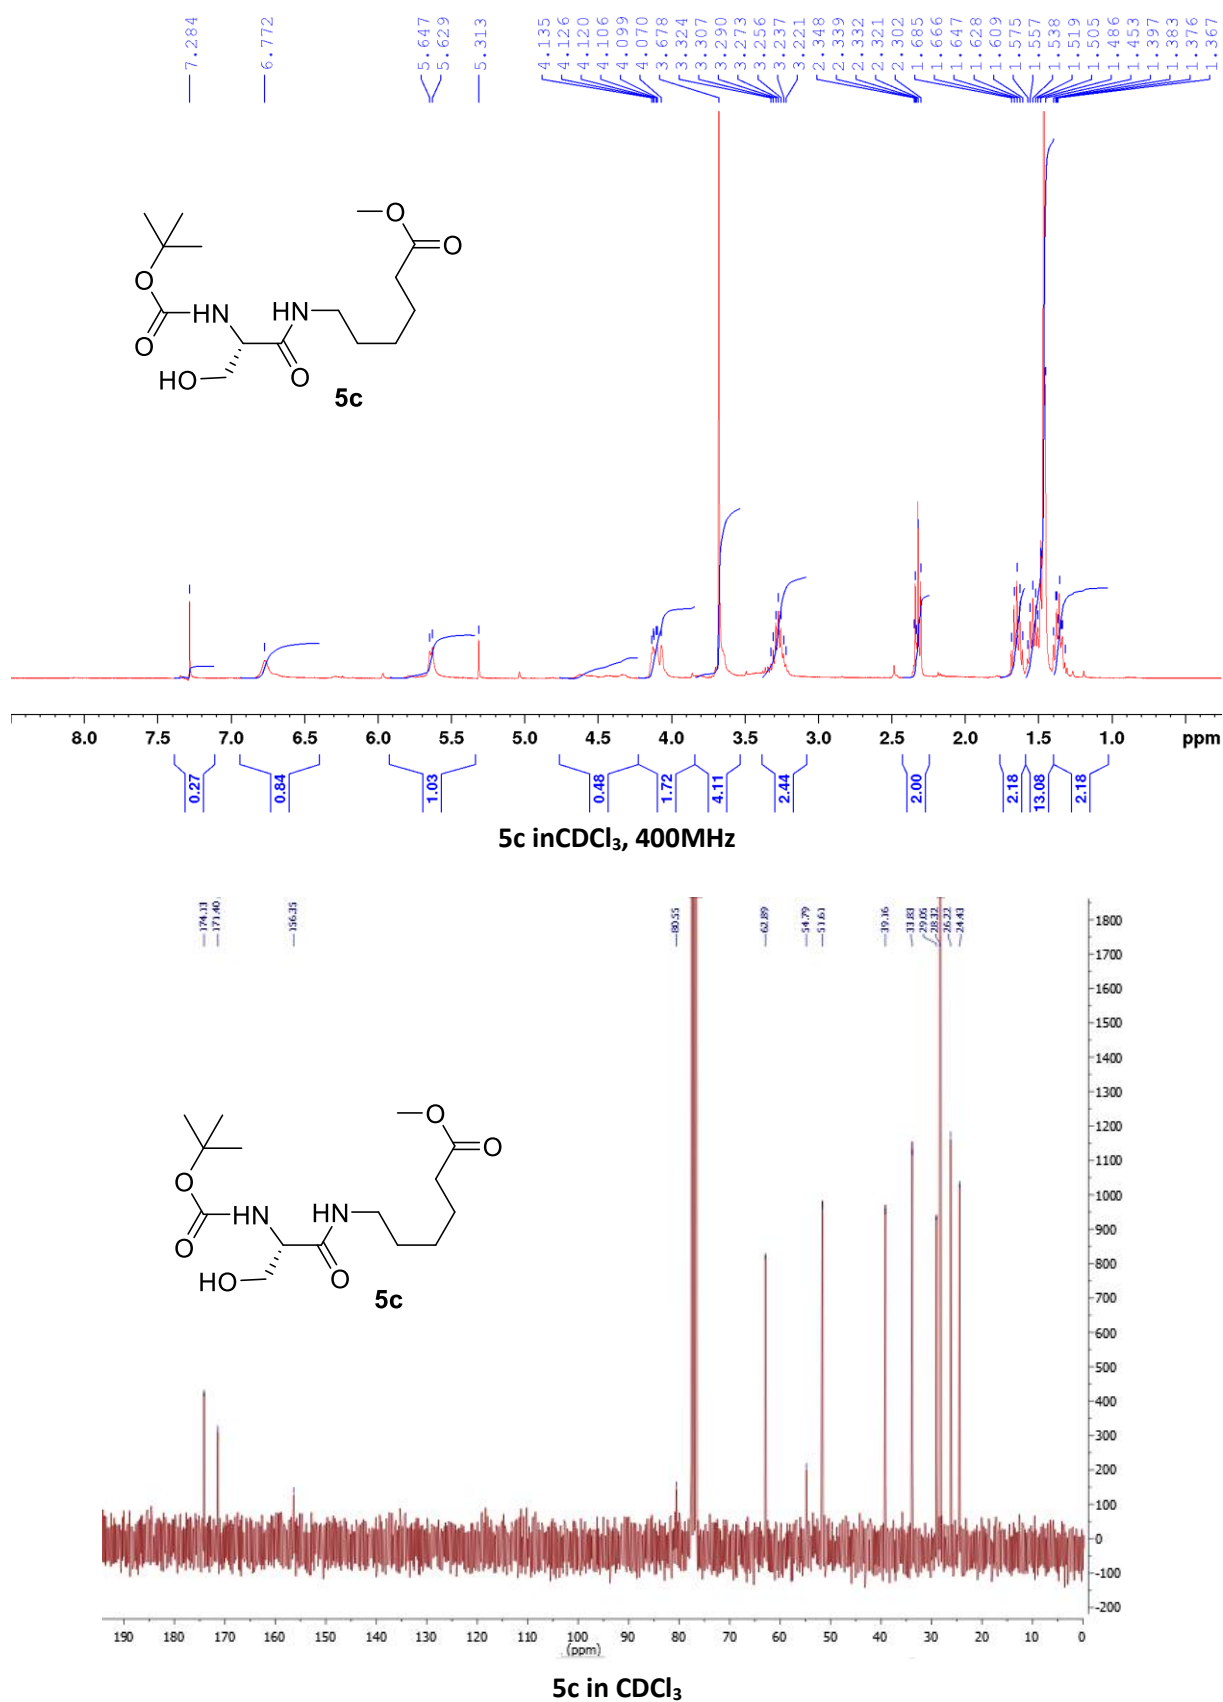 7.284 6.772 5.647 5.629 5.313 4.135 4.126 4.120 4.106 4.099 4.070 3.678 3.324 3.307 3.290 3.273 3.256 3.237 3.221 2.348 2.339 2.332 2.321 2.302 1.685 1.666 1.647 1.628 1.609 1.575 1.557 1.538 1.519 1.505 1.486 1.453 1.397 1.383 1.376 1.367
O
O
O
HN
HN
O
HO
O
5c
8.0 7.5 7.0 6.5 6.0 5.5 5.0 4.5 4.0 3.5 3.0 2.5 2.0 1.5 1.0 ppm
0.27 0.84 1.03 0.48 1.72 4.11 2.44 2.00 2.18 13.08 2.18
5c inCDCl₃, 400MHz
174.13 171.40 156.35 80.55 62.89 54.79 51.61 39.16 33.83 29.05 28.32 26.22 24.43
1800
1700
1600
1500
1400
1300
1200
1100
1000
900
800
700
600
500
400
300
200
100
0
-100
-200
O
O
O
HN
HN
O
HO
O
5c
190 180 170 160 150 140 130 120 110 100 90 80 70 60 50 40 30 20 10 0
(ppm)
5c in CDCl₃